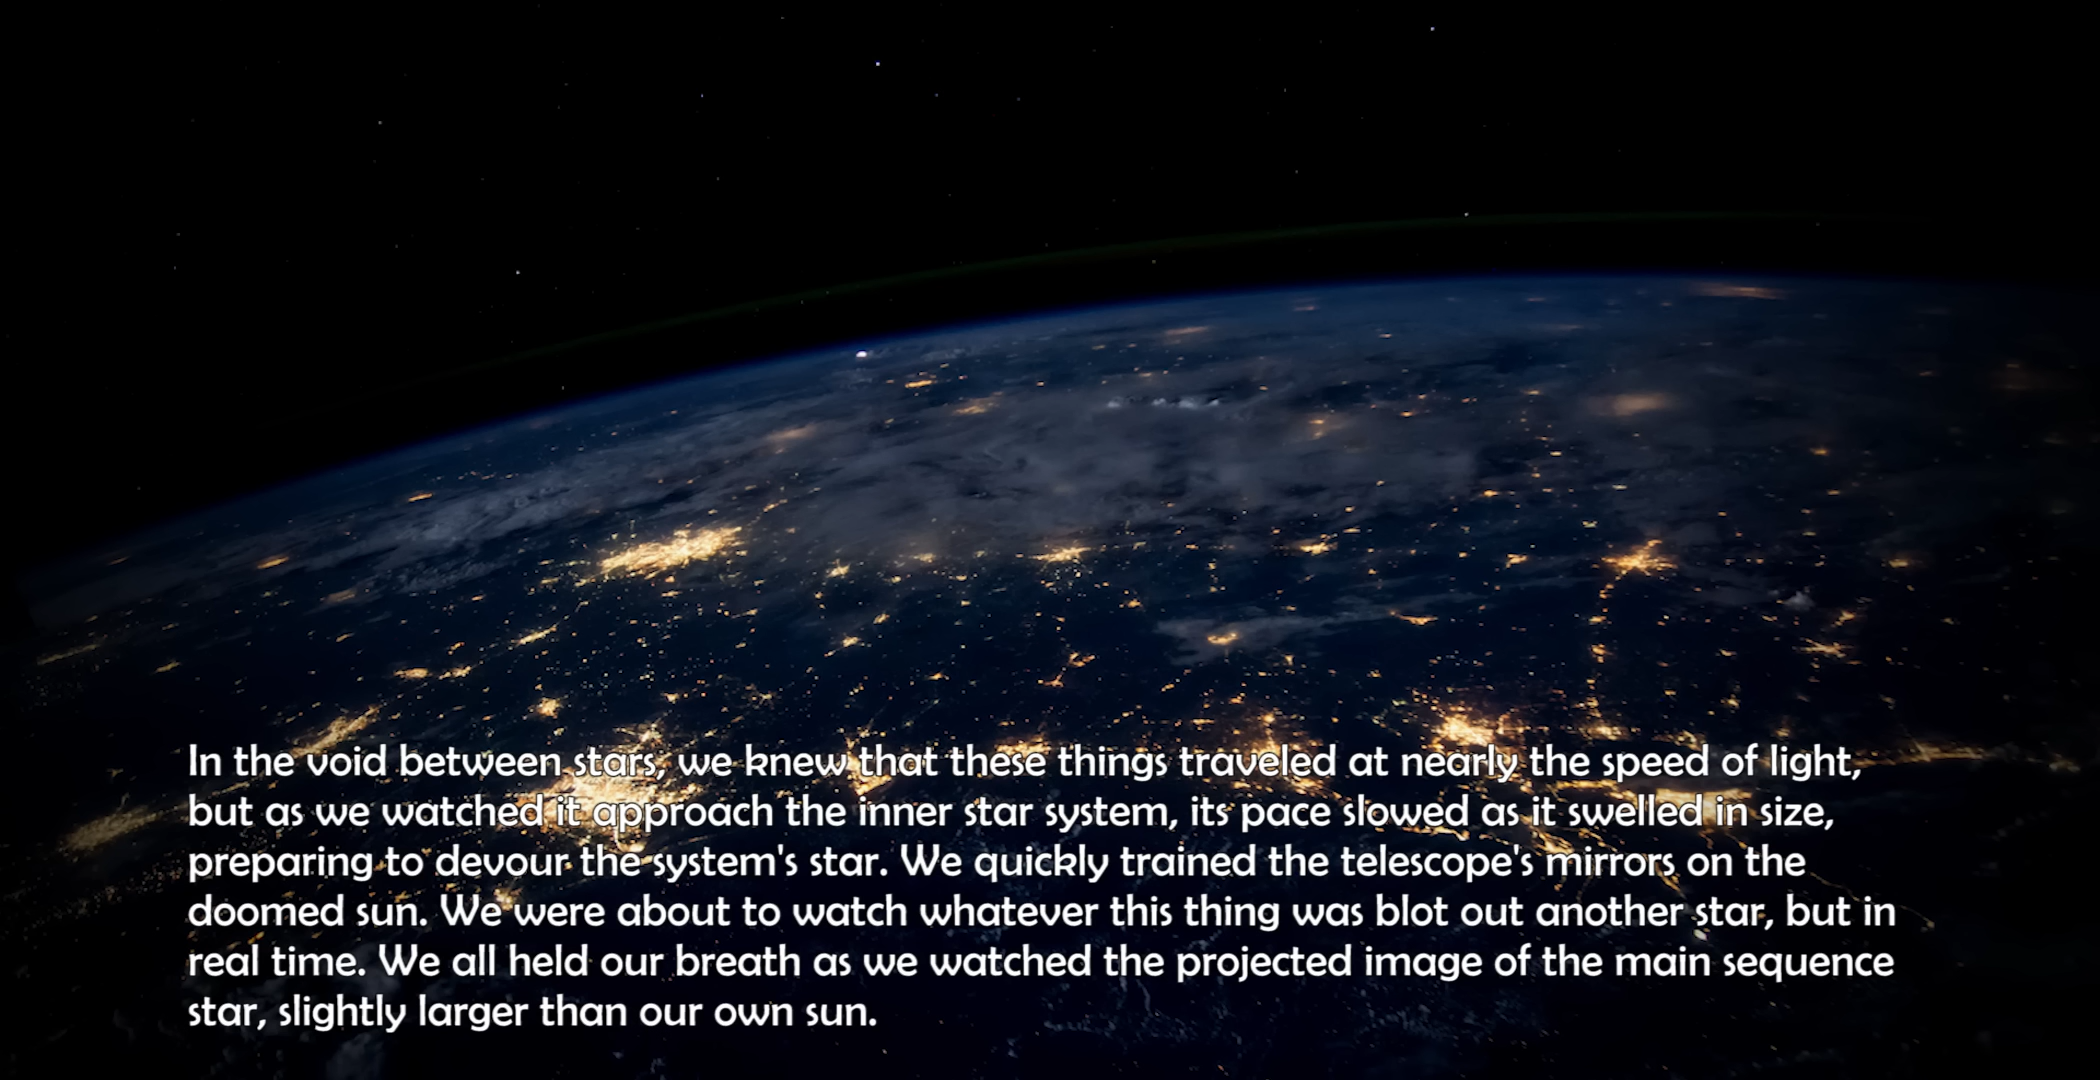 In the void between stars, we knew that these things traveled at nearly the speed of light,
but as we watched it approach the inner star system, its pace slowed as it swelled in size,
preparing to devour the system's star. We quickly trained the telescope's mirrors on the
doomed sun. We were about to watch whatever this thing was blot out another star, but in
real time. We all held our breath as we watched the projected image of the main sequence
star, slightly larger than our own sun.